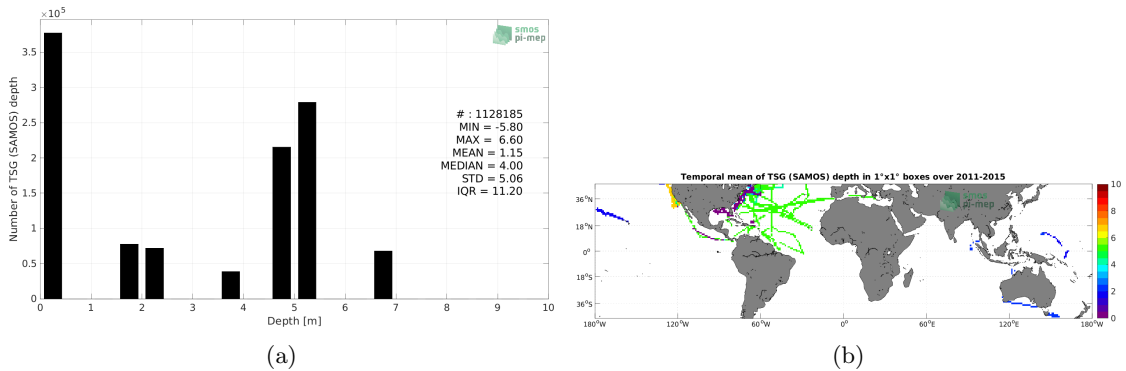 ×10⁵
3.5
3
2.5
2
1.5
1
0.5
0
0 1 2 3 4 5 6 7 8 9 10
Number of TSG (SAMOS) depth
Depth [m]
smos
pi-mep
# : 1128185
MIN = -5.80
MAX = 6.60
MEAN = 1.15
MEDIAN = 4.00
STD = 5.06
IQR = 11.20
(a)
Temporal mean of TSG (SAMOS) depth in 1°x1° boxes over 2011-2015
smos
pi-mep
36°N
18°N
0°
18°S
36°S
180°W 120°W 60°W 0° 60°E 120°E 180°W
10
8
6
4
2
0
(b)